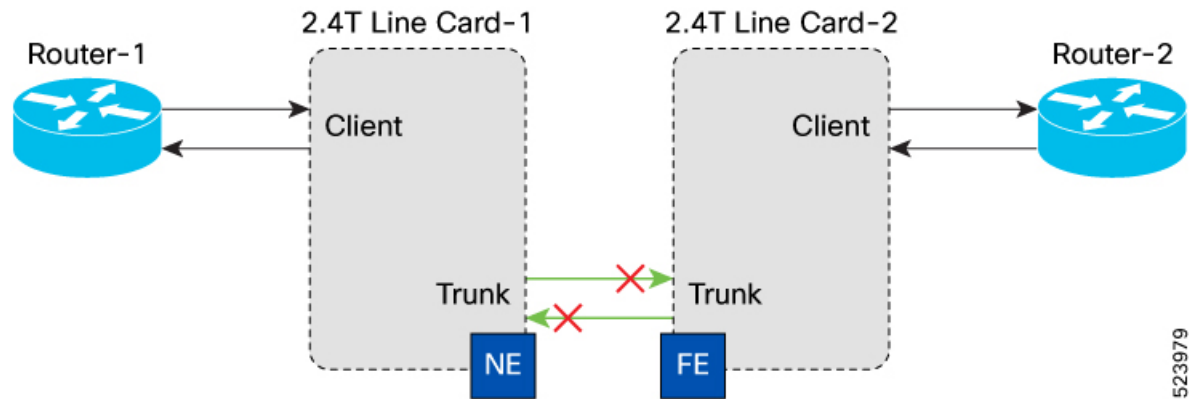 2.4T Line Card-1
2.4T Line Card-2
Router-1
Router-2
Client
Client
Trunk
Trunk
NE
FE
523979